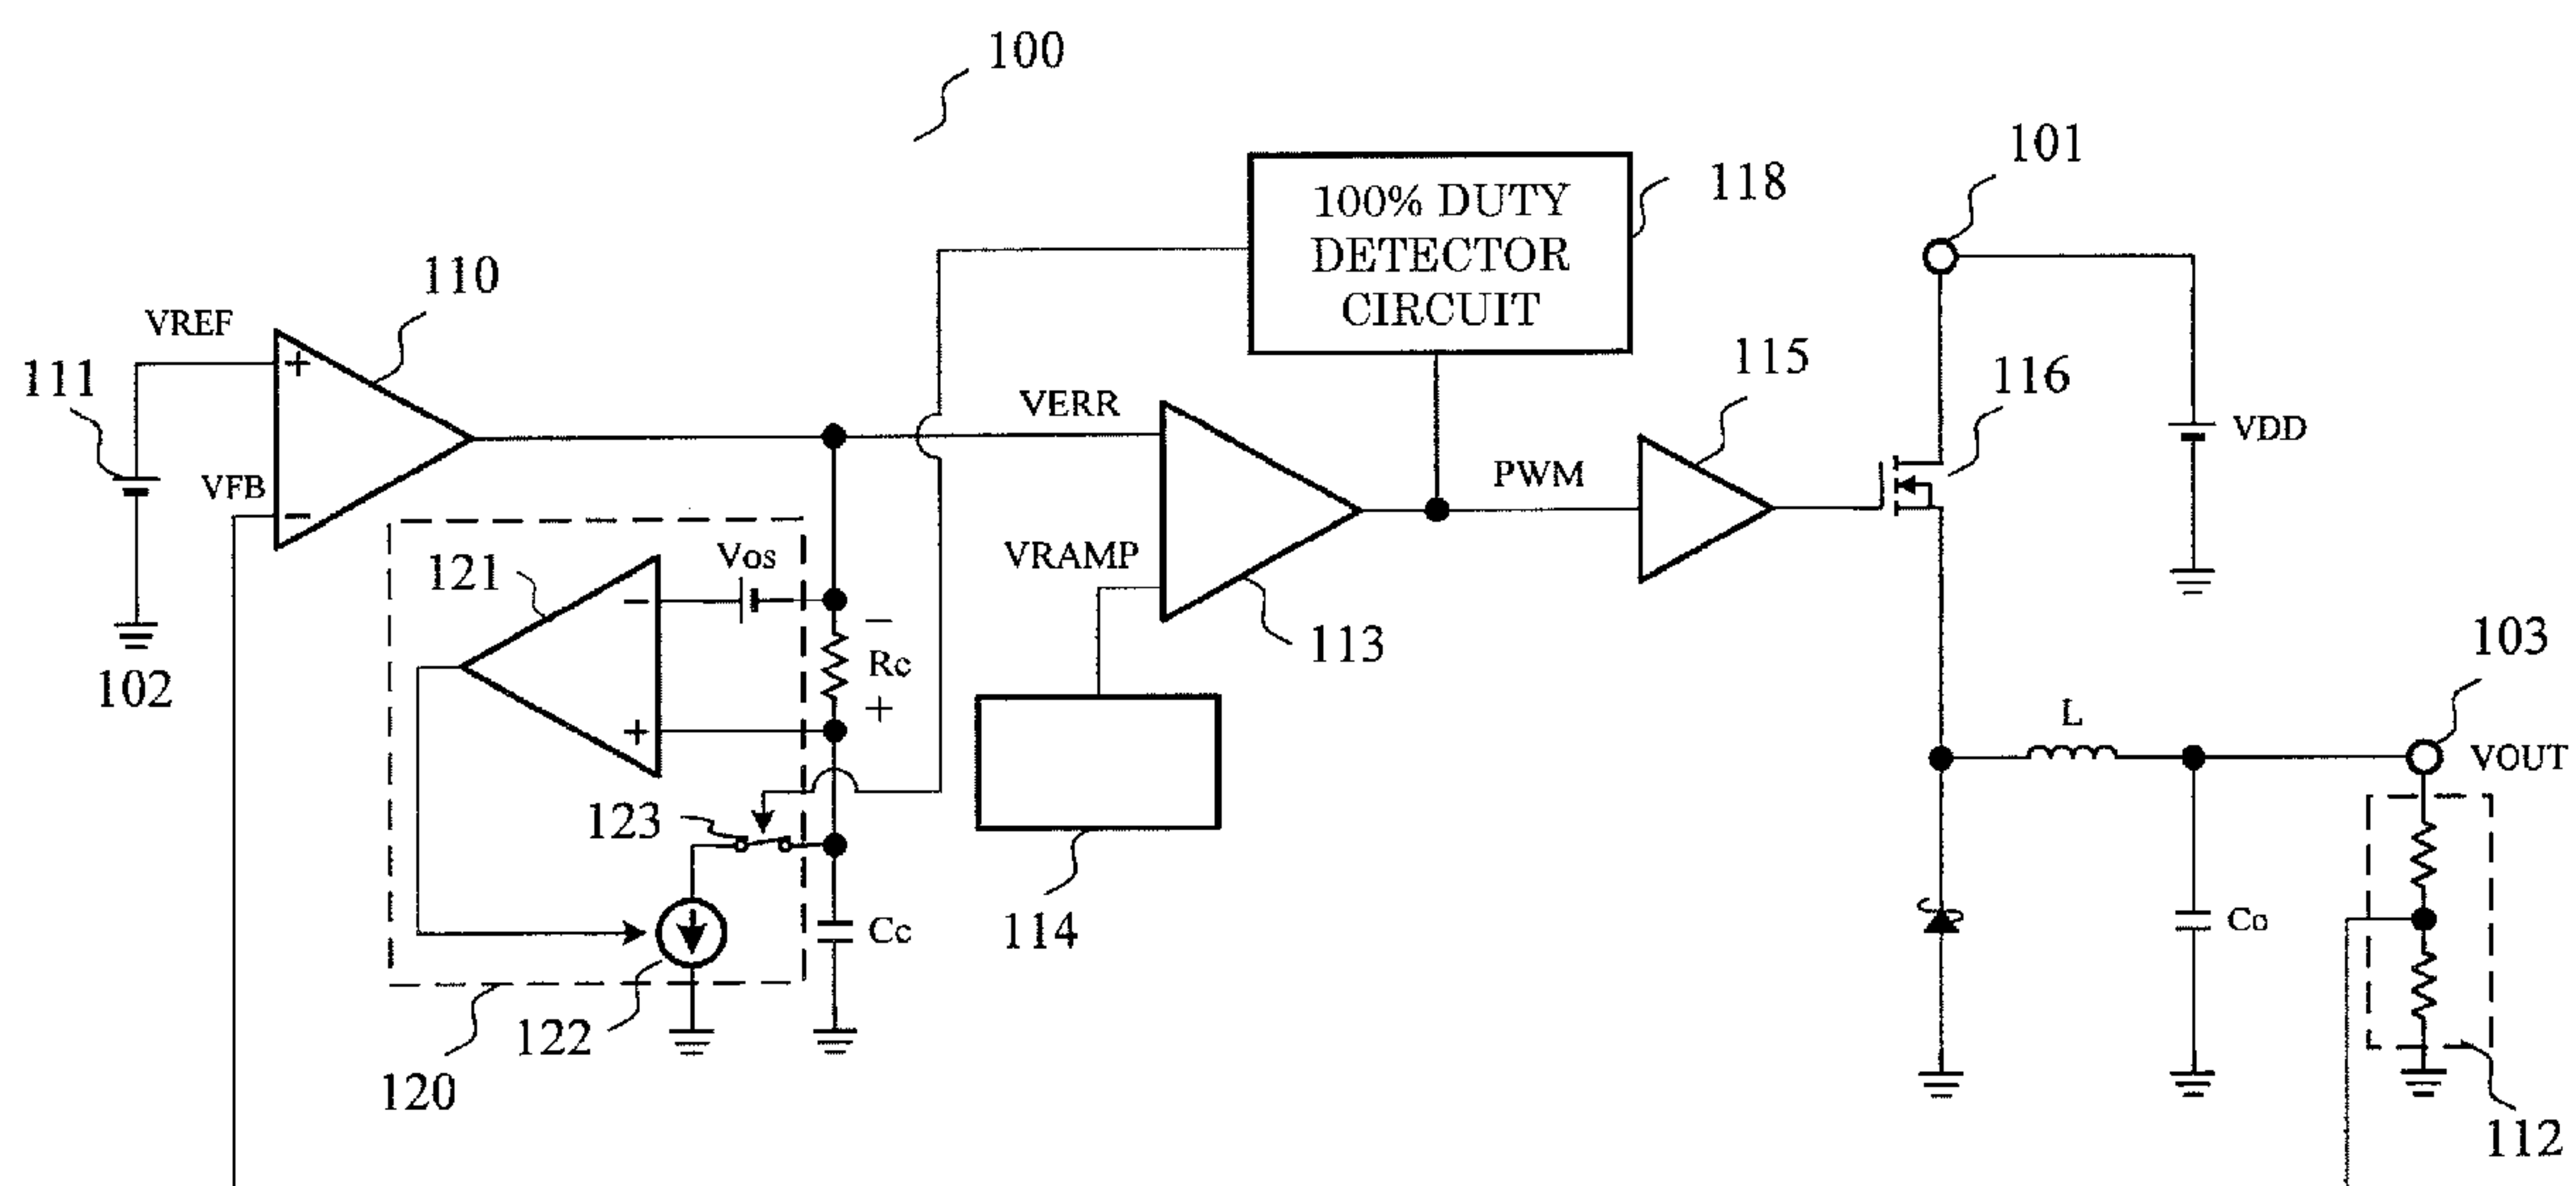 100
101
100% DUTY
DETECTOR
CIRCUIT
118
110
VREF
+
111
VFB
−
102
VERR
115
116
VDD
PWM
VRAMP
113
121
Vos
−
−
Rc
+
+
123
114
Cc
122
120
103
L
VOUT
Co
112